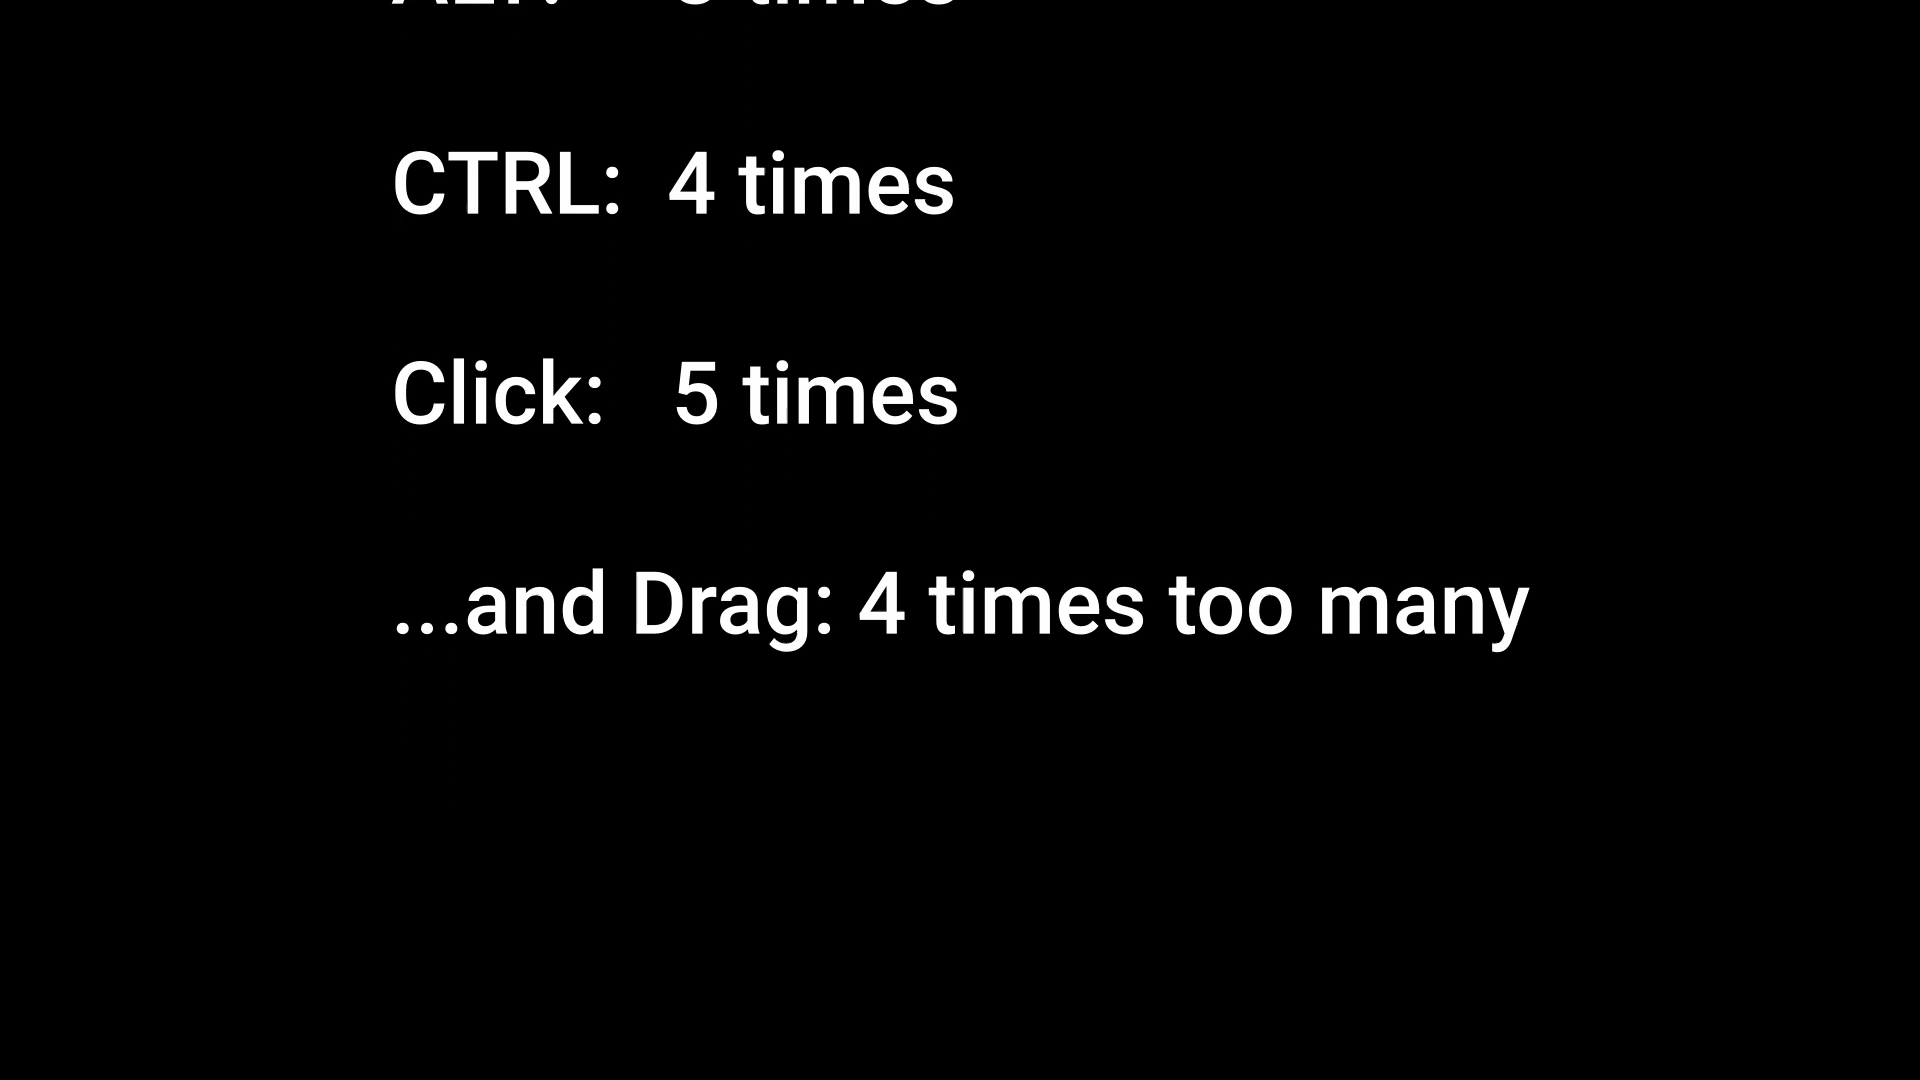 CTRL: 4 times
Click: 5 times
...and Drag: 4 times too many